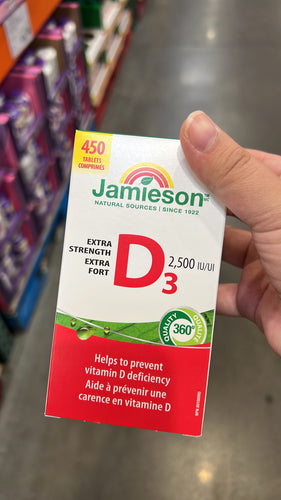 450
TABLETS
COMPRIMÉS
Jamieson
NATURAL SOURCES | SINCE 1922
EXTRA
STRENGTH
EXTRA
FORT
D3
2,500 IU/UI
QUALITY
360°
QUALITÉ
Helps to prevent
vitamin D deficiency
Aide à prévenir une
carence en vitamine D